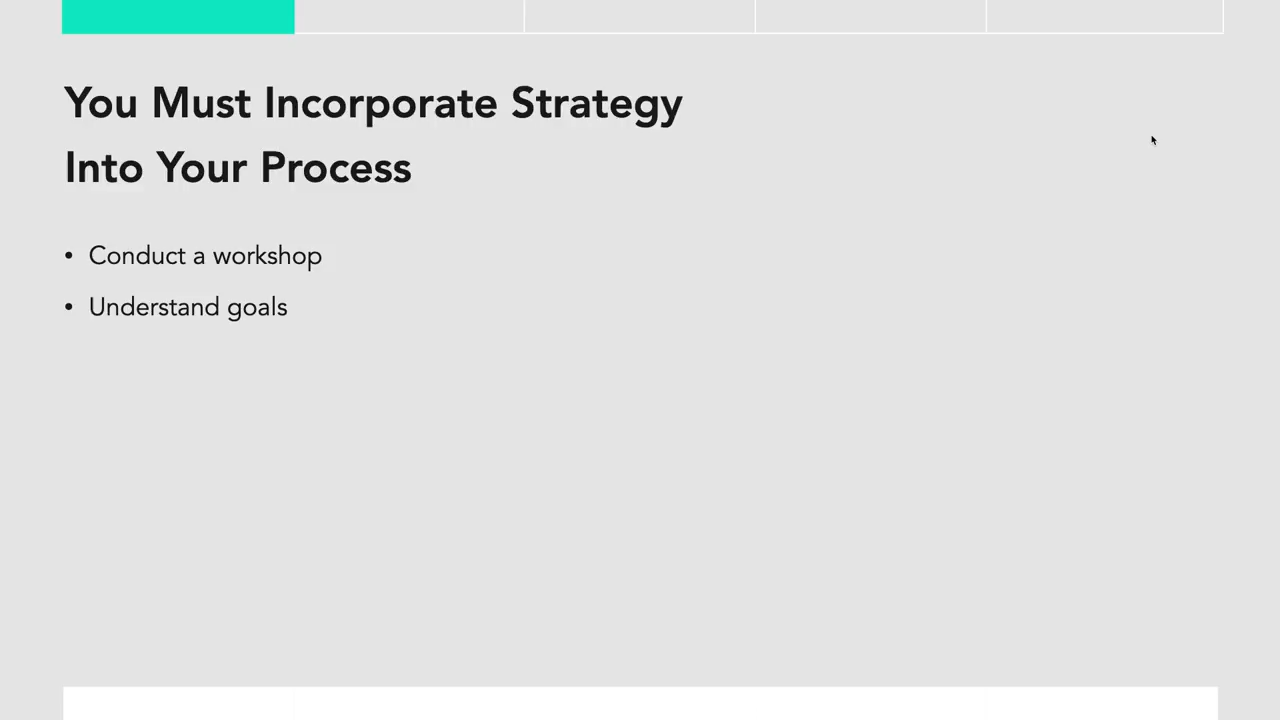 You Must Incorporate Strategy
Into Your Process
• Conduct a workshop
• Understand goals